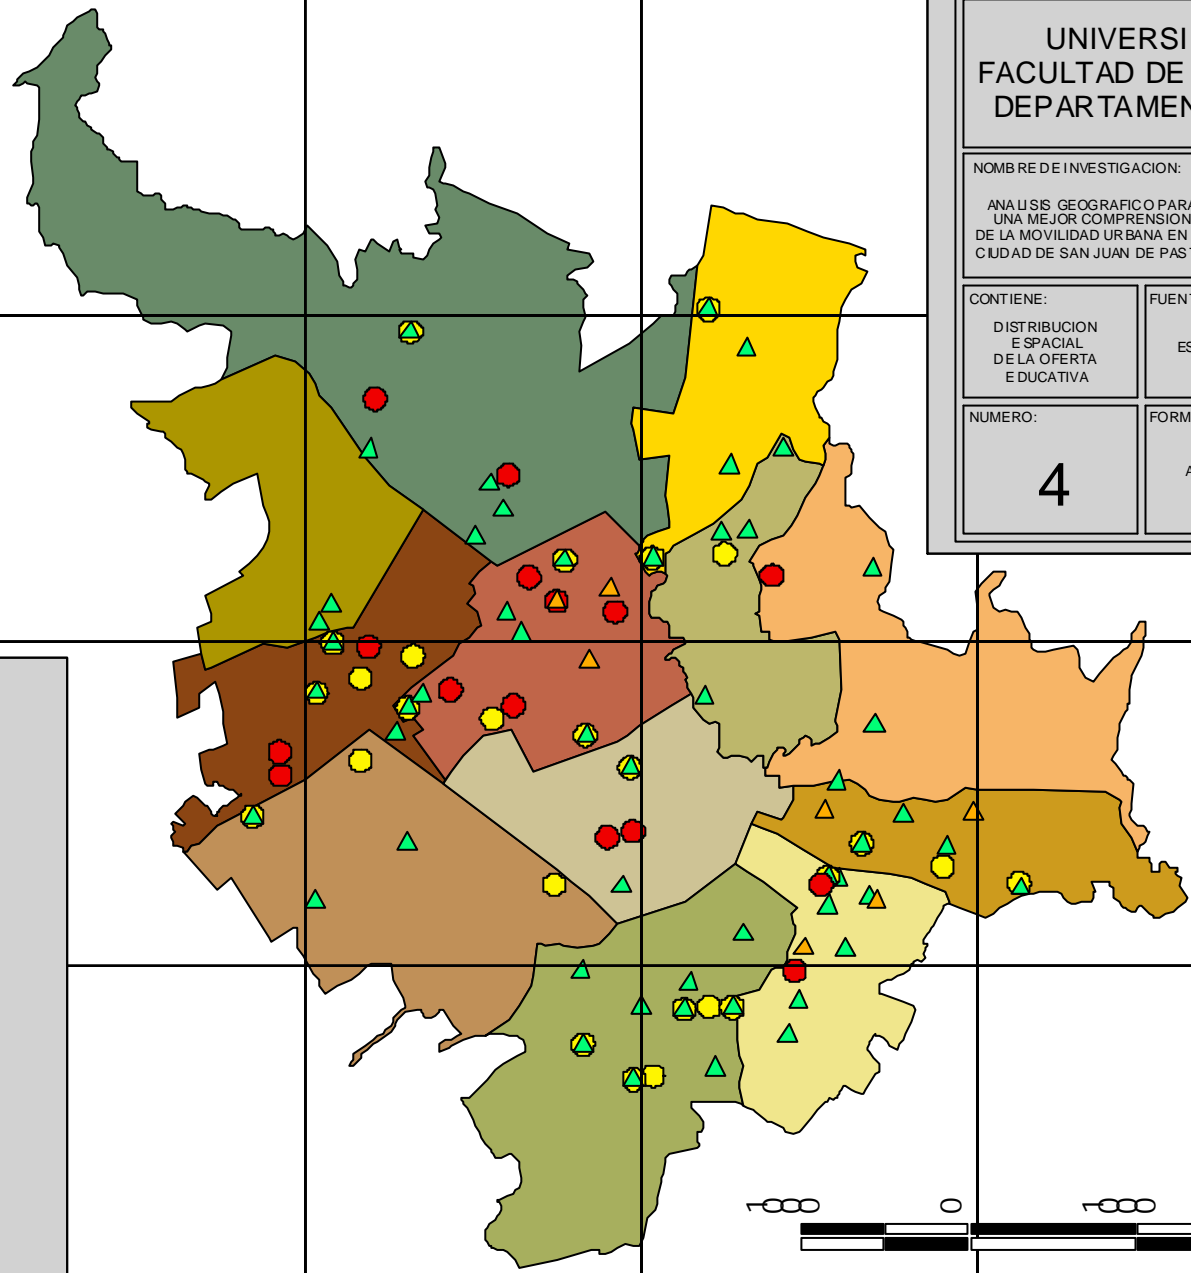 UNIVERSI
FACULTAD DE
DEPARTAMEN
NOMBRE DE INVESTIGACION:
ANALISIS GEOGRAFICO PARA
UNA MEJOR COMPRENSION
DE LA MOVILIDAD URBANA EN
CIUDAD DE SAN JUAN DE PAS
CONTIENE:
DISTRIBUCION
ESPACIAL
DE LA OFERTA
EDUCATIVA
FUEN
ES
NUMERO:
4
FORM
A
1000 0 1000